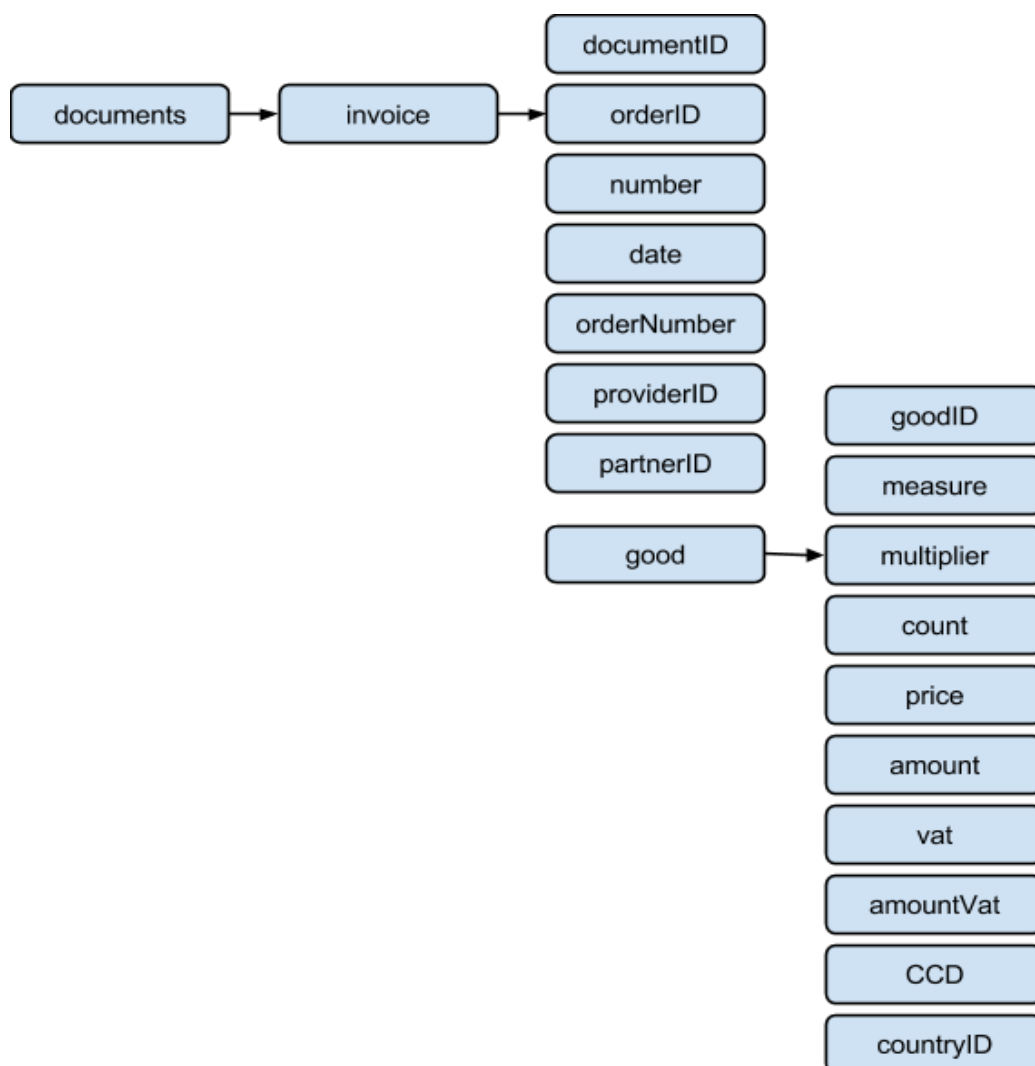 documents
invoice
documentID
orderID
number
date
orderNumber
providerID
partnerID
good
goodID
measure
multiplier
count
price
amount
vat
amountVat
CCD
countryID